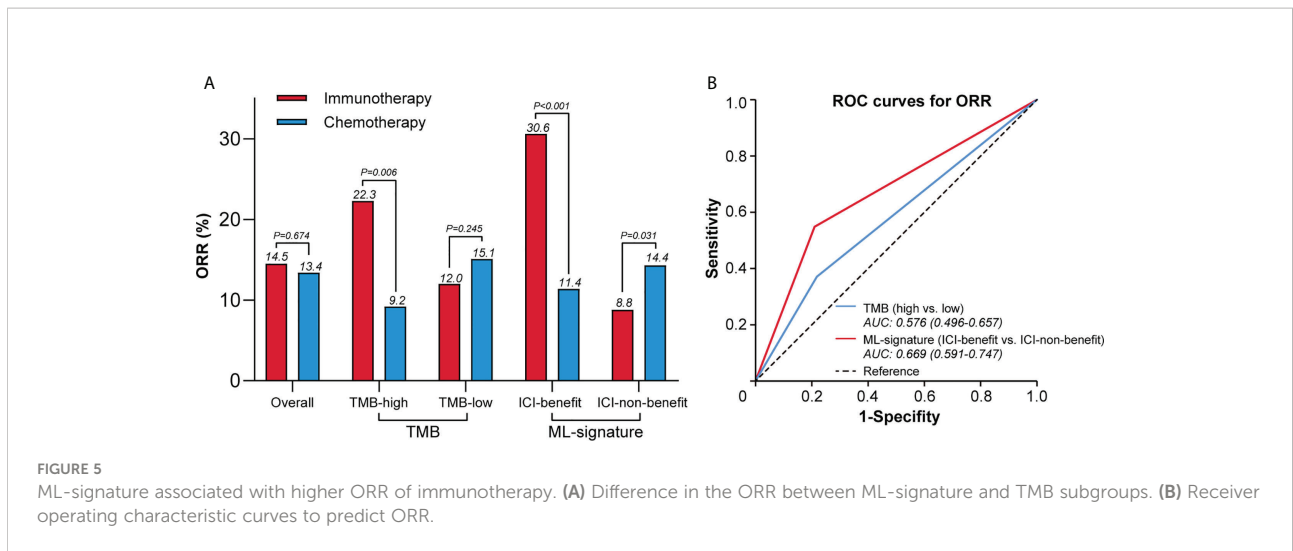 A
Immunotherapy
Chemotherapy
ORR (%)
30
20
10
0
P=0.674
14.5
13.4
P=0.006
22.3
9.2
P=0.245
12.0
15.1
P<0.001
30.6
11.4
P=0.031
8.8
14.4
Overall
TMB-high
TMB-low
ICI-benefit
ICI-non-benefit
TMB
ML-signature
B
ROC curves for ORR
Sensitivity
1.0
0.8
0.6
0.4
0.2
0
0.2
0.4
0.6
0.8
1.0
1-Specifity
TMB (high vs. low)
AUC: 0.576 (0.496-0.657)
ML-signature (ICI-benefit vs. ICI-non-benefit)
AUC: 0.669 (0.591-0.747)
Reference
FIGURE 5
ML-signature associated with higher ORR of immunotherapy. (A) Difference in the ORR between ML-signature and TMB subgroups. (B) Receiver
operating characteristic curves to predict ORR.